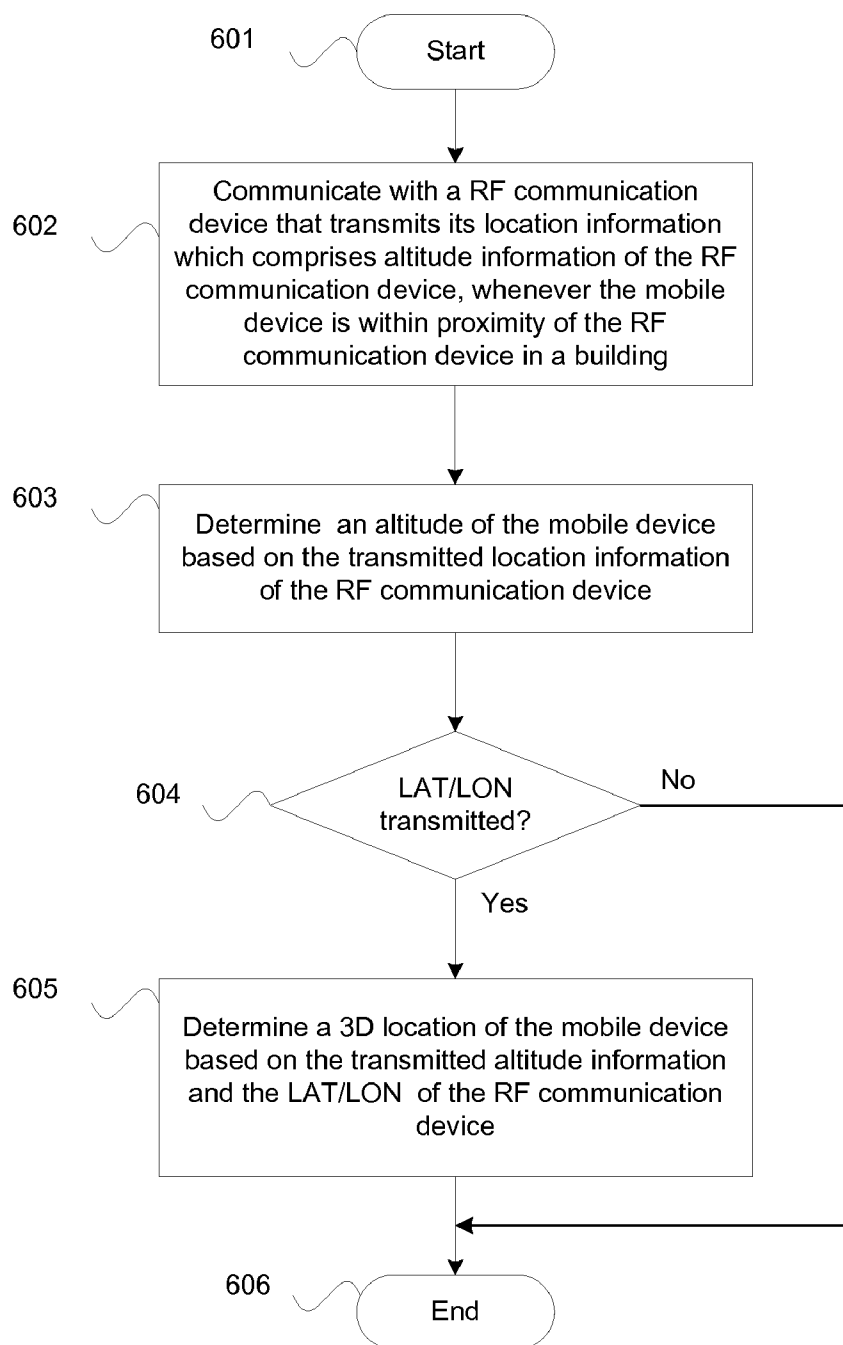 601
Start
602
Communicate with a RF communication
device that transmits its location information
which comprises altitude information of the RF
communication device, whenever the mobile
device is within proximity of the RF
communication device in a building
603
Determine an altitude of the mobile device
based on the transmitted location information
of the RF communication device
604
LAT/LON
transmitted?
No
Yes
605
Determine a 3D location of the mobile device
based on the transmitted altitude information
and the LAT/LON of the RF communication
device
606
End